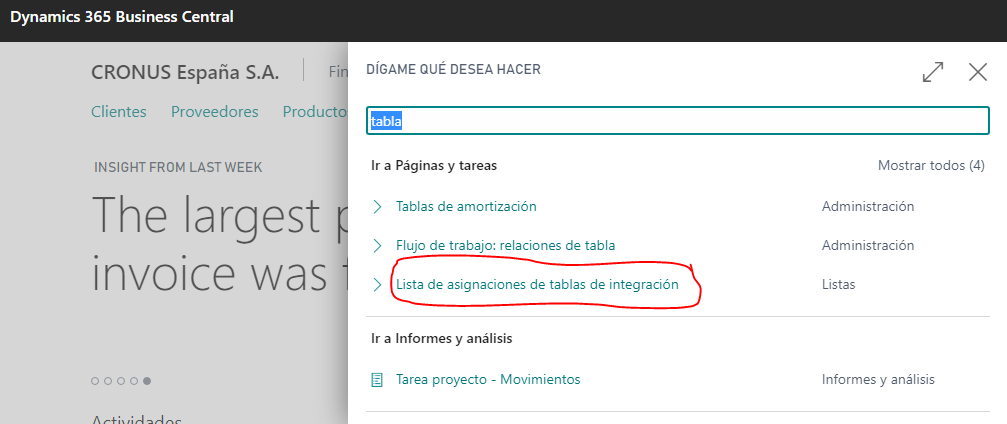 Dynamics 365 Business Central
CRONUS España S.A.
Fin
Clientes Proveedores Producto
INSIGHT FROM LAST WEEK
The largest p
invoice was f
Actividades
DÍGAME QUÉ DESEA HACER
tabla
Ir a Páginas y tareas Mostrar todos (4)
Tablas de amortización Administración
Flujo de trabajo: relaciones de tabla Administración
Lista de asignaciones de tablas de integración Listas
Ir a Informes y análisis
Tarea proyecto - Movimientos Informes y análisis